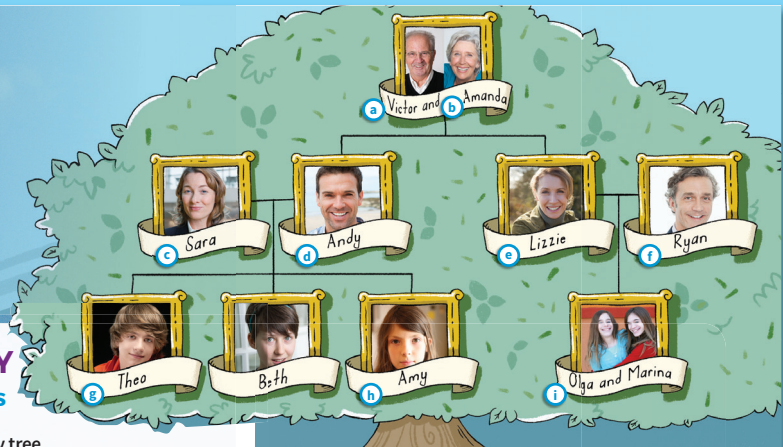 a Victor and b Amanda
c Sara
d Andy
e Lizzie
f Ryan
g Theo
Beth
h Amy
i Olga and Marina
Y
s
y tree